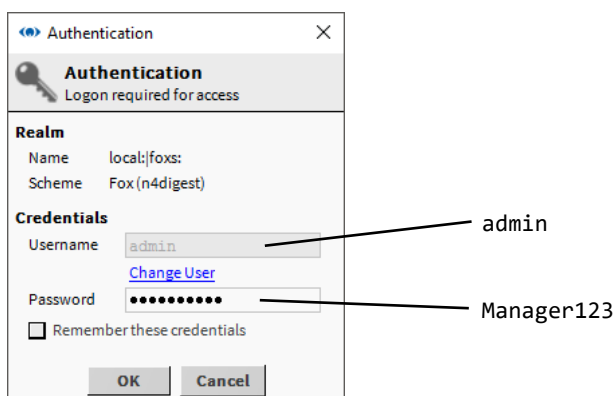 Authentication
Authentication
Logon required for access
Realm
Name local:|foxs:
Scheme Fox (n4digest)
Credentials
Username admin
admin
Change User
Password ●●●●●●●●●●
Manager123
Remember these credentials
OK Cancel